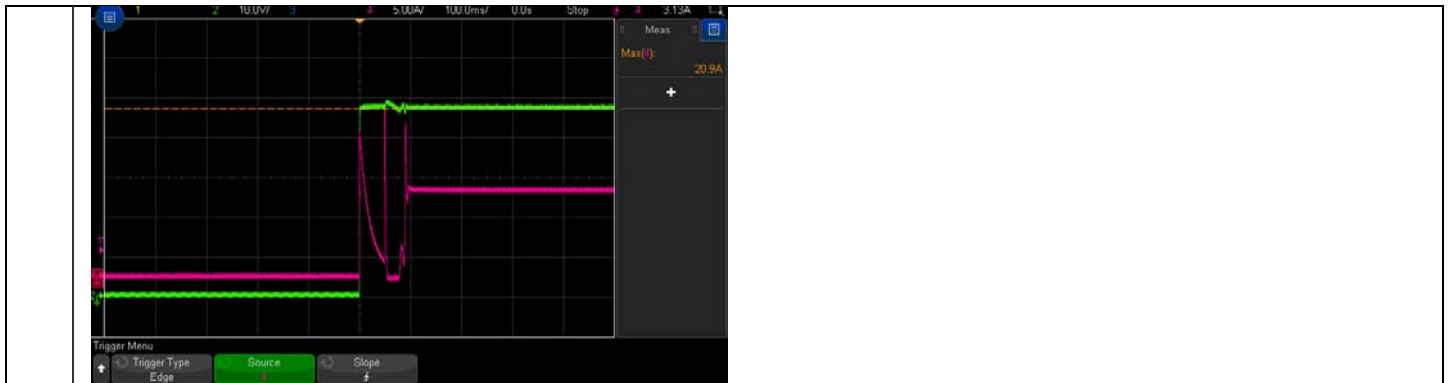 1 2 10.0V/ 3 4 5.00A/ 100.0ms/ 0.0s Stop 4 3.13A
Meas
Max(4):
20.9A
+
Trigger Menu
Trigger Type
Edge
Source
4
Slope